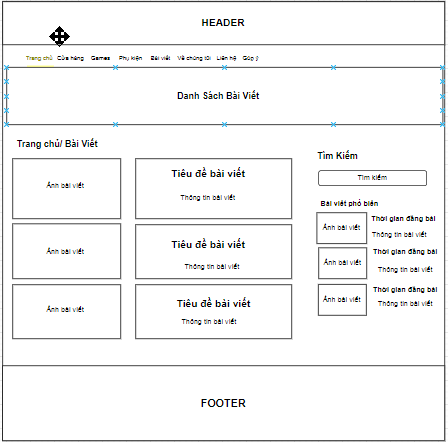 HEADER
Trang chủ Cửa hàng Games Phụ kiện Bài viết Về chúng tôi Liên hệ Góp ý
Danh Sách Bài Viết
Trang chủ/ Bài Viết
Ảnh bài viết
Tiêu đề bài viết
Thông tin bài viết
Ảnh bài viết
Tiêu đề bài viết
Thông tin bài viết
Ảnh bài viết
Tiêu đề bài viết
Thông tin bài viết
Tìm Kiếm
Tìm kiếm
Bài viết phổ biến
Ảnh bài viết
Thời gian đăng bài
Thông tin bài viết
Ảnh bài viết
Thời gian đăng bài
Thông tin bài viết
Ảnh bài viết
Thời gian đăng bài
Thông tin bài viết
FOOTER